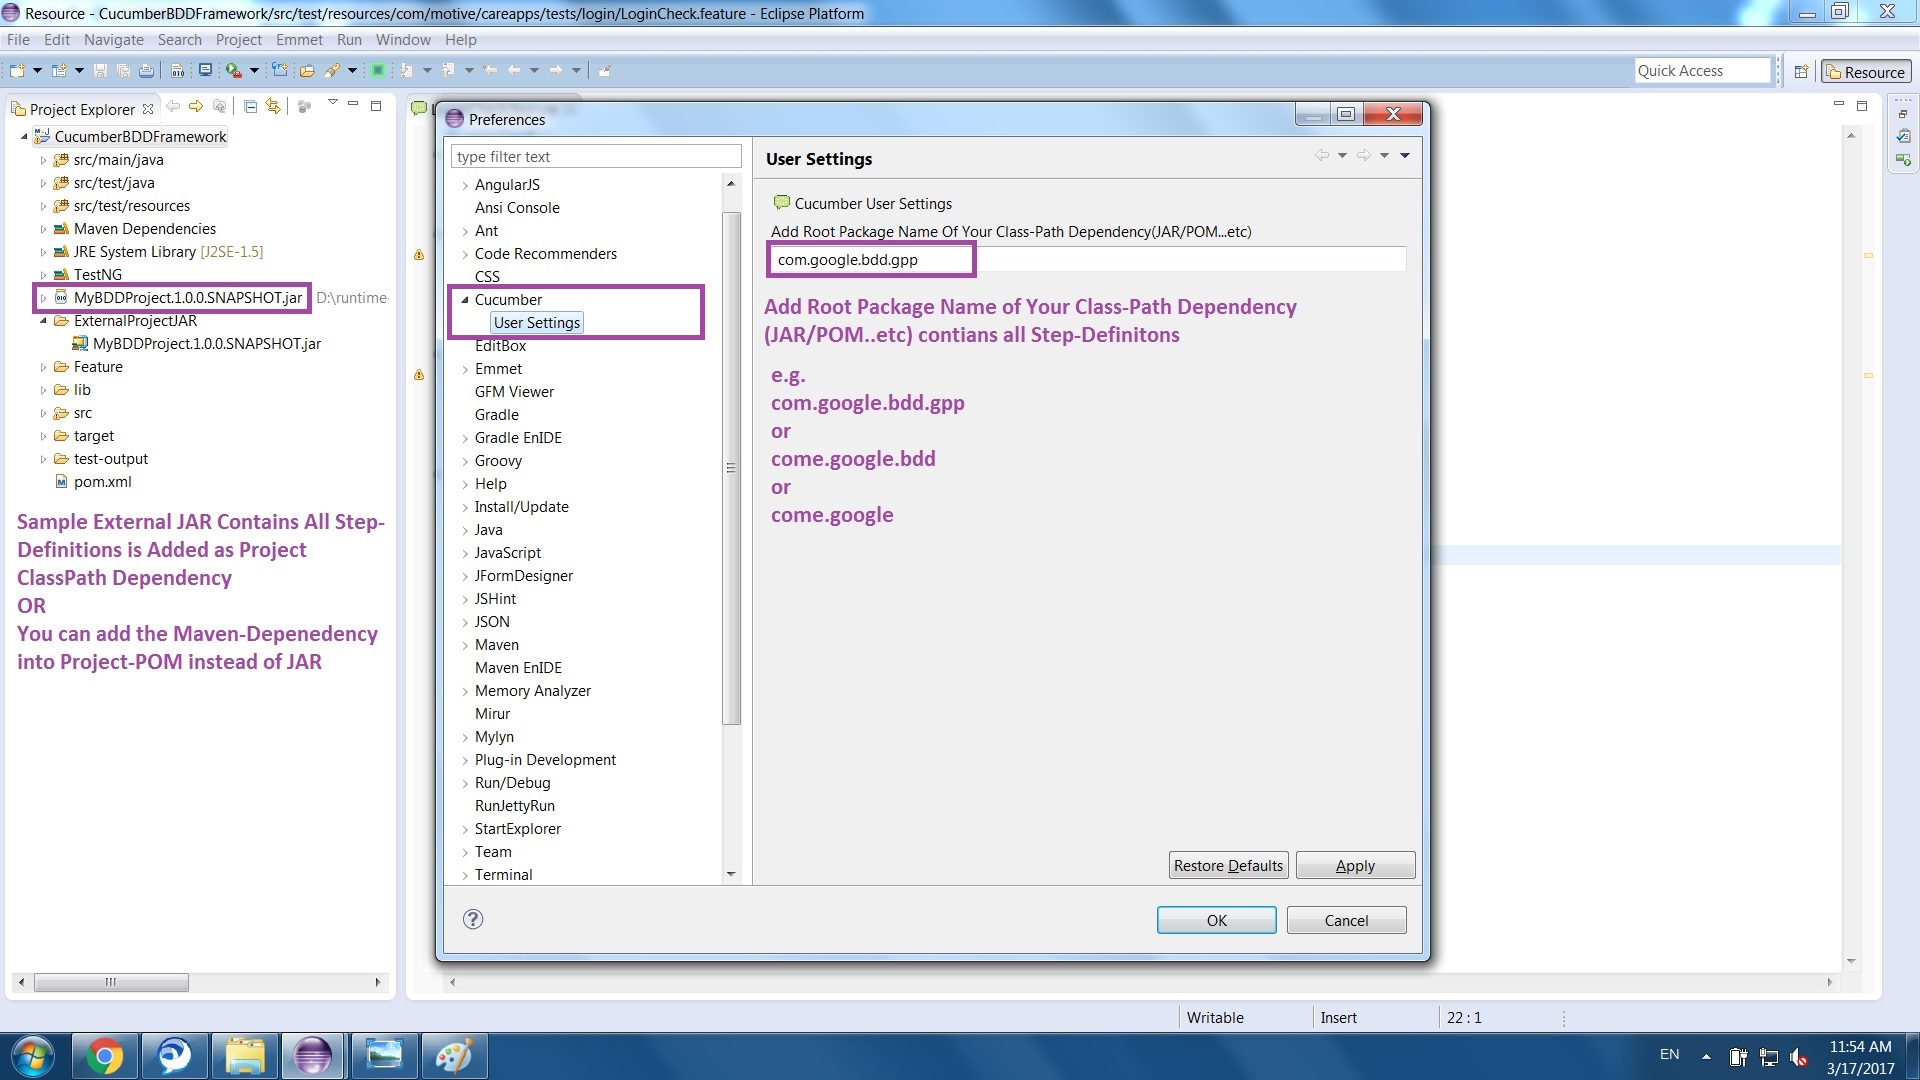 Resource - CucumberBDDFramework/src/test/resources/com/motive/careapps/tests/login/LoginCheck.feature - Eclipse Platform
File Edit Navigate Search Project Emmet Run Window Help
Quick Access
Resource
Project Explorer
CucumberBDDFramework
src/main/java
src/test/java
src/test/resources
Maven Dependencies
JRE System Library [J2SE-1.5]
TestNG
MyBDDProject.1.0.0.SNAPSHOT.jar D:\runtime-
ExternalProjectJAR
MyBDDProject.1.0.0.SNAPSHOT.jar
Feature
lib
src
target
test-output
pom.xml
Sample External JAR Contains All Step-
Definitions is Added as Project
ClassPath Dependency
OR
You can add the Maven-Depenedency
into Project-POM instead of JAR
Preferences
type filter text
AngularJS
Ansi Console
Ant
Code Recommenders
CSS
Cucumber
User Settings
EditBox
Emmet
GFM Viewer
Gradle
Gradle EnIDE
Groovy
Help
Install/Update
Java
JavaScript
JFormDesigner
JSHint
JSON
Maven
Maven EnIDE
Memory Analyzer
Mirur
Mylyn
Plug-in Development
Run/Debug
RunJettyRun
StartExplorer
Team
Terminal
User Settings
Cucumber User Settings
Add Root Package Name Of Your Class-Path Dependency(JAR/POM...etc)
com.google.bdd.gpp
Add Root Package Name of Your Class-Path Dependency
(JAR/POM..etc) contians all Step-Definitons
e.g.
com.google.bdd.gpp
or
come.google.bdd
or
come.google
Restore Defaults
Apply
OK
Cancel
Writable
Insert
22 : 1
EN
11:54 AM
3/17/2017